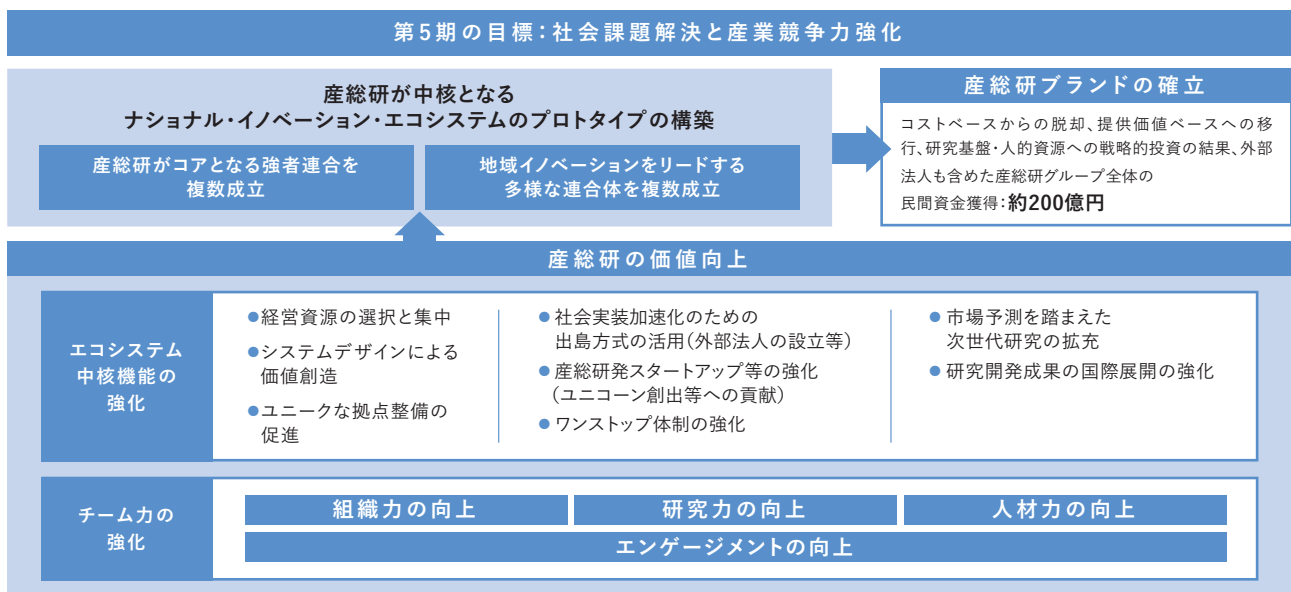 第5期の目標：社会課題解決と産業競争力強化
産総研が中核となる
ナショナル・イノベーション・エコシステムのプロトタイプの構築
産総研がコアとなる強者連合を
複数成立
地域イノベーションをリードする
多様な連合体を複数成立
産総研ブランドの確立
コストベースからの脱却、提供価値ベースへの移
行、研究基盤・人的資源への戦略的投資の結果、外部
法人も含めた産総研グループ全体の
民間資金獲得：約200億円
産総研の価値向上
エコシステム
中核機能の
強化
●経営資源の選択と集中
●システムデザインによる
価値創造
●ユニークな拠点整備の
促進
●社会実装加速化のための
出島方式の活用（外部法人の設立等）
●産総研発スタートアップ等の強化
（ユニコーン創出等への貢献）
●ワンストップ体制の強化
●市場予測を踏まえた
次世代研究の拡充
●研究開発成果の国際展開の強化
チーム力の
強化
組織力の向上
研究力の向上
人材力の向上
エンゲージメントの向上